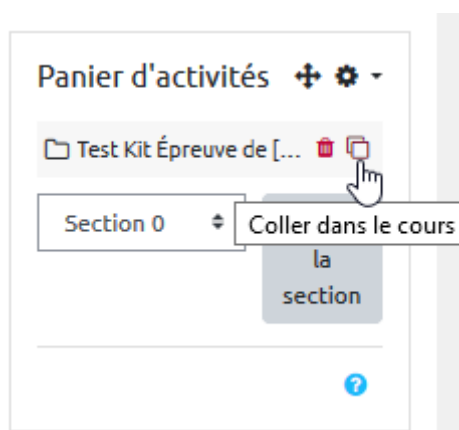 Panier d'activités
Test Kit Épreuve de [...
Section 0
Coller dans le cours
la
section